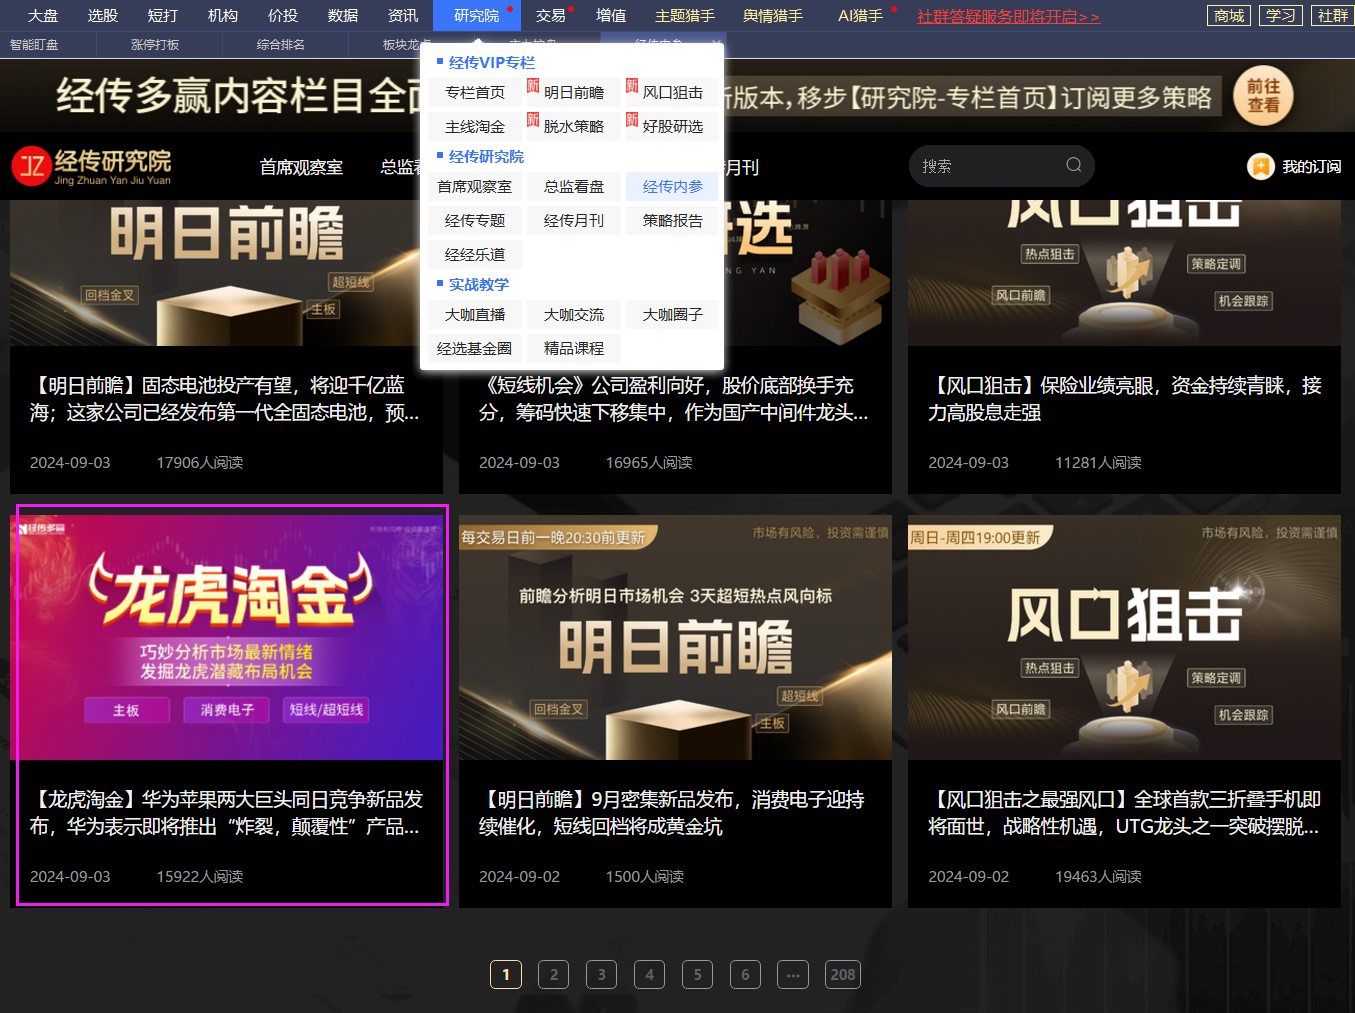 大盘 选股 短打 机构 价投 数据 资讯 研究院 交易 增值 主题猎手 舆情猎手 AI猎手 社群答疑服务即将开启>> 商城 学习 社群
智能盯盘 涨停打板 综合排名 板块龙
经传VIP专栏
专栏首页 新 明日前瞻 新 风口狙击
主线淘金 新 脱水策略 新 好股研选
经传研究院
首席观察室 总监看盘 经传内参
经传专题 经传月刊 策略报告
经经乐道
实战教学
大咖直播 大咖交流 大咖圈子
经选基金圈 精品课程
经传多赢内容栏目全
新版本，移步【研究院-专栏首页】订阅更多策略
前往
查看
经传研究院
Jing Zhuan Yan Jiu Yuan
首席观察室 总监 月刊
搜索
我的订阅
明日前瞻
超短线
回档金叉
主板
选
NG YAN
风口狙击
热点狙击
策略定调
风口前瞻
机会跟踪
【明日前瞻】固态电池投产有望，将迎千亿蓝
海；这家公司已经发布第一代全固态电池，预...
2024-09-03 17906人阅读
《短线机会》公司盈利向好，股价底部换手充
分，筹码快速下移集中，作为国产中间件龙头...
2024-09-03 16965人阅读
【风口狙击】保险业绩亮眼，资金持续青睐，接
力高股息走强
2024-09-03 11281人阅读
经传多赢
市场有风险，投资需谨慎
龙虎淘金
巧妙分析市场最新情绪
发掘龙虎潜藏布局机会
主板 消费电子 短线/超短线
【龙虎淘金】华为苹果两大巨头同日竞争新品发
布，华为表示即将推出“炸裂，颠覆性”产品...
2024-09-03 15922人阅读
每交易日前一晚20:30前更新
市场有风险，投资需谨慎
前瞻分析明日市场机会 3天超短热点风向标
明日前瞻
超短线
回档金叉
主板
【明日前瞻】9月密集新品发布，消费电子迎持
续催化，短线回档将成黄金坑
2024-09-02 1500人阅读
周日-周四19:00更新
市场有风险，投资需谨慎
风口狙击
热点狙击
策略定调
风口前瞻
机会跟踪
【风口狙击之最强风口】全球首款三折叠手机即
将面世，战略性机遇，UTG龙头之一突破摆脱...
2024-09-02 19463人阅读
1 2 3 4 5 6 ... 208